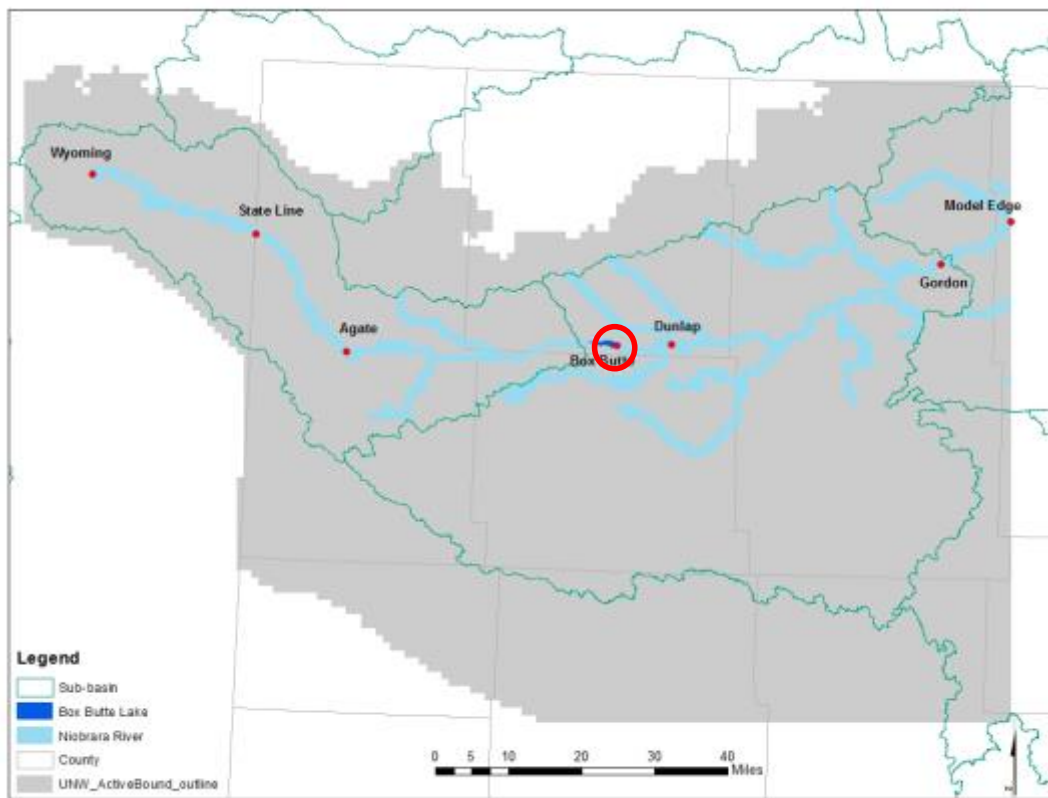 Wyoming
State Line
Model Edge
Gordon
Agate
Dunlap
Box Butte
Legend
Sub-basin
Box Butte Lake
Niobrara River
County
UNW_ActiveBound_outline
0 5 10 20 30 40
Miles